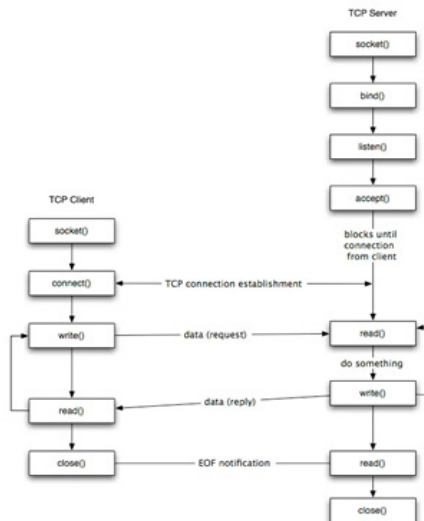 TCP Server
socket()
bind()
listen()
accept()
blocks until
connection
from client
TCP Client
socket()
connect()
TCP connection establishment
write()
data (request)
read()
do something
write()
data (reply)
read()
close()
EOF notification
read()
close()